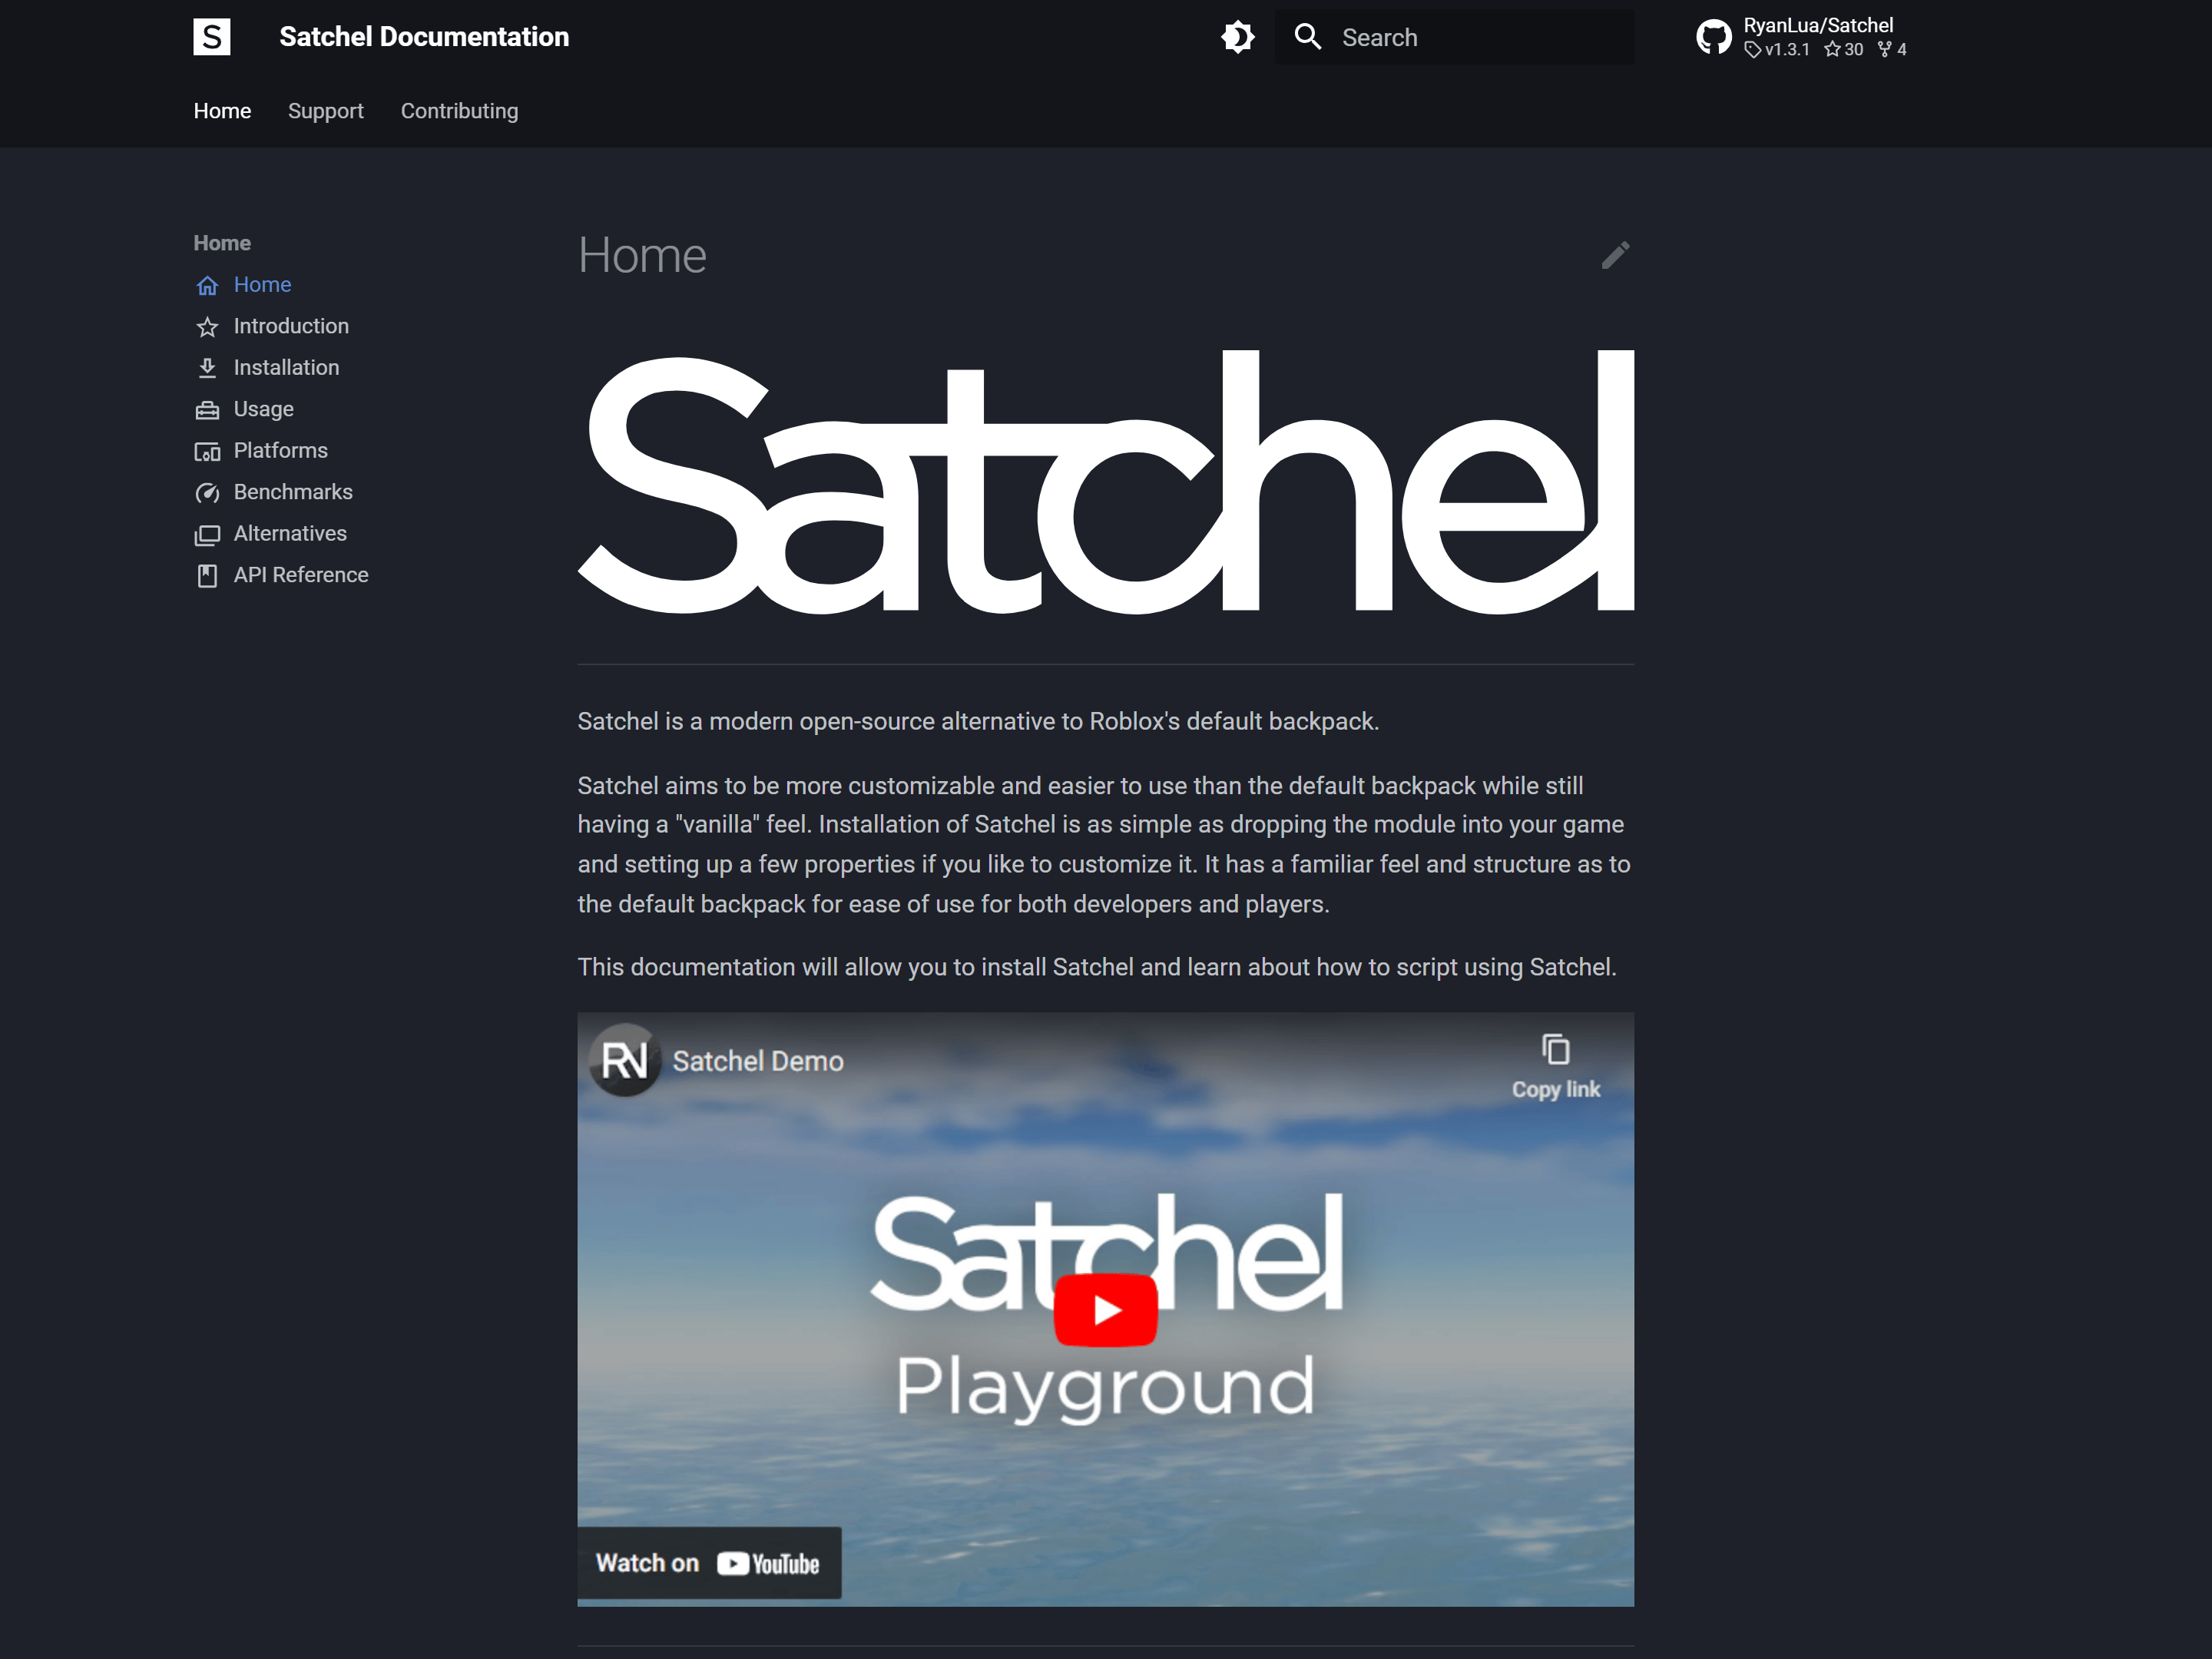 S
Satchel Documentation
Search
RyanLua/Satchel
v1.3.1 30 4
Home Support Contributing
Home
Home
Introduction
Installation
Usage
Platforms
Benchmarks
Alternatives
API Reference
Home
Satchel
Satchel is a modern open-source alternative to Roblox's default backpack.
Satchel aims to be more customizable and easier to use than the default backpack while still
having a "vanilla" feel. Installation of Satchel is as simple as dropping the module into your game
and setting up a few properties if you like to customize it. It has a familiar feel and structure as to
the default backpack for ease of use for both developers and players.
This documentation will allow you to install Satchel and learn about how to script using Satchel.
RN
Satchel Demo
Copy link
Satchel
Playground
Watch on YouTube